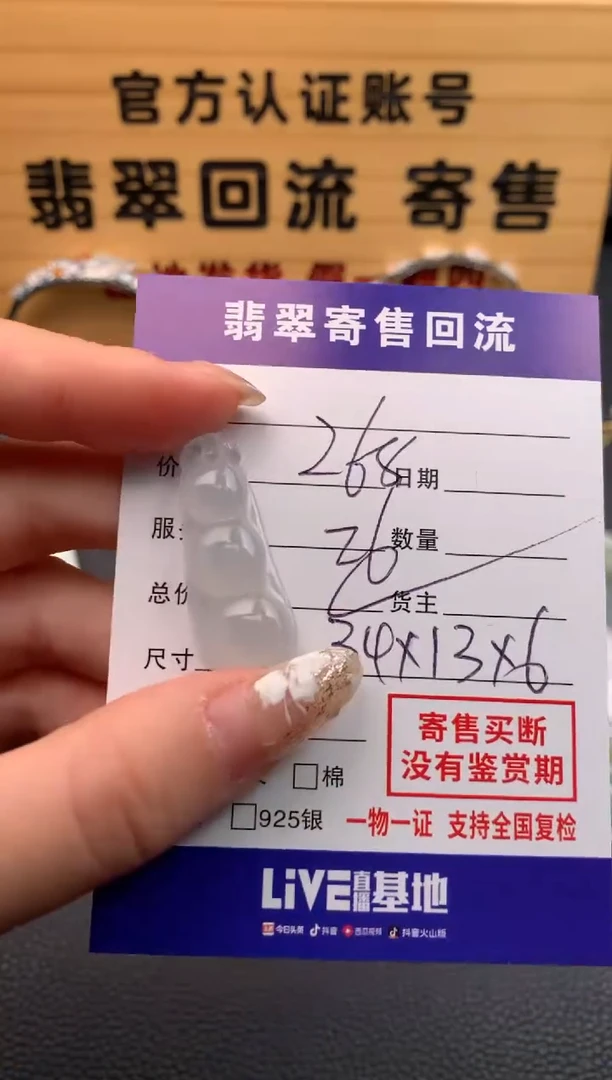 官方认证账号
翡翠回流 寄售
翡翠寄售回流
价 268 日期
服 26 数量
总价 货主
尺寸 34×13×6
寄售买断
没有鉴赏期
□棉
□925银 一物一证 支持全国复检
LiVE直播基地
今日头条 抖音 西瓜视频 抖音火山版